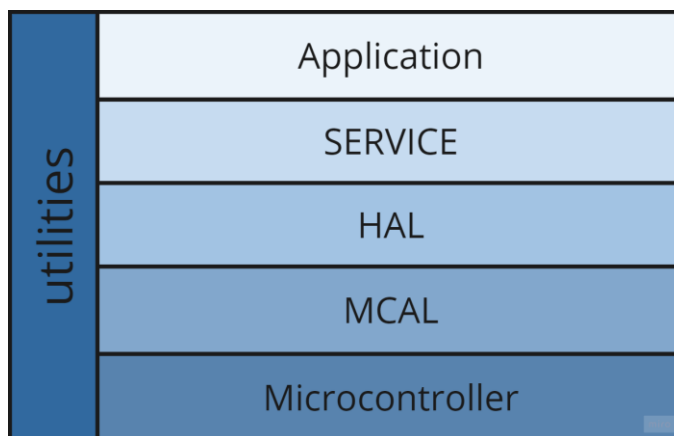 utilities
Application
SERVICE
HAL
MCAL
Microcontroller